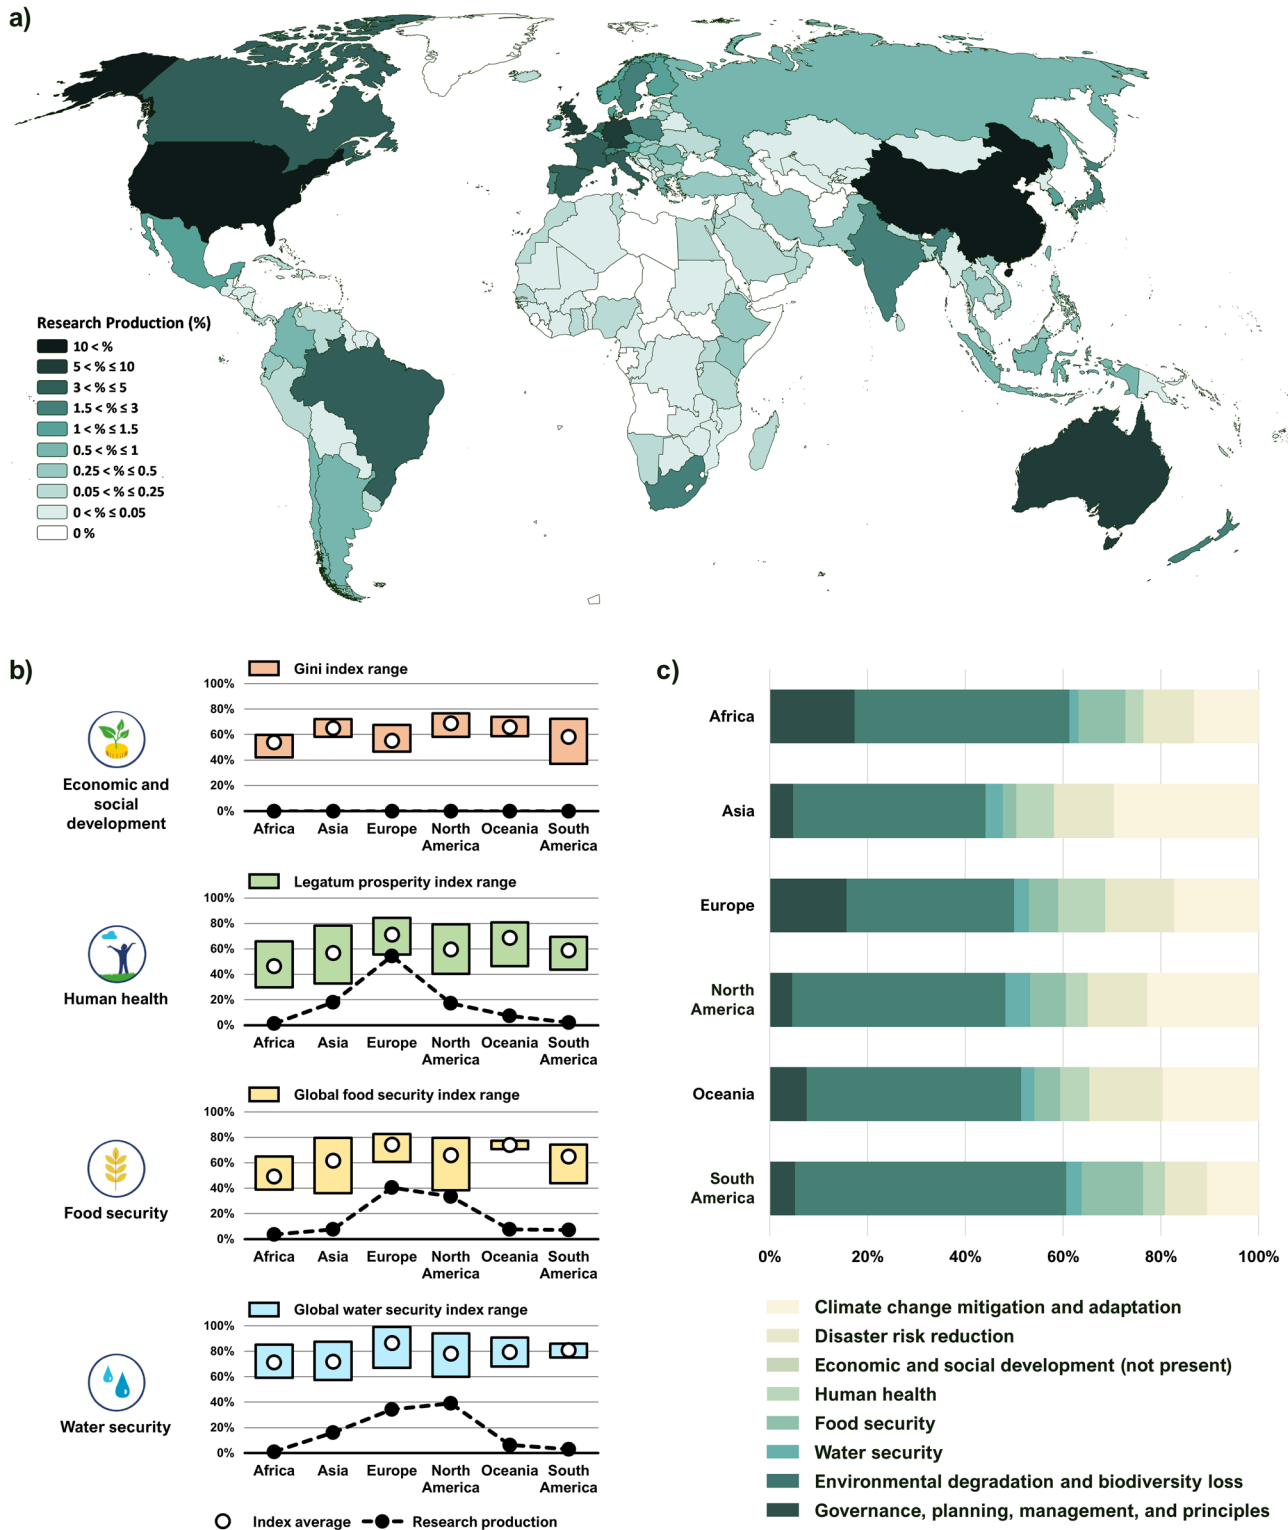 a)
Research Production (%)
10 < %
5 < % ≤ 10
3 < % ≤ 5
1.5 < % ≤ 3
1 < % ≤ 1.5
0.5 < % ≤ 1
0.25 < % ≤ 0.5
0.05 < % ≤ 0.25
0 < % ≤ 0.05
0 %
b)
Economic and
social
development
Gini index range
100%
80%
60%
40%
20%
0%
Africa Asia Europe North America Oceania South America
Human health
Legatum prosperity index range
100%
80%
60%
40%
20%
0%
Africa Asia Europe North America Oceania South America
Food security
Global food security index range
100%
80%
60%
40%
20%
0%
Africa Asia Europe North America Oceania South America
Water security
Global water security index range
100%
80%
60%
40%
20%
0%
Africa Asia Europe North America Oceania South America
Index average Research production
c)
Africa
Asia
Europe
North
America
Oceania
South
America
0% 20% 40% 60% 80% 100%
Climate change mitigation and adaptation
Disaster risk reduction
Economic and social development (not present)
Human health
Food security
Water security
Environmental degradation and biodiversity loss
Governance, planning, management, and principles